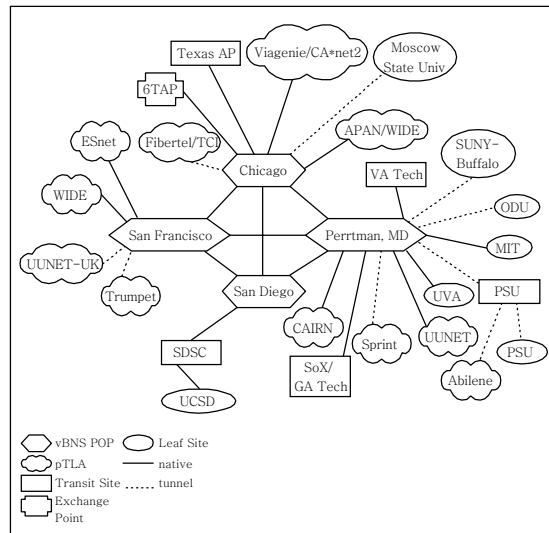 Texas AP
Viagenie/CA*net2
Moscow
State Univ
6TAP
ESnet
Fibertel/TCI
APAN/WIDE
SUNY-
Buffalo
Chicago
VA Tech
WIDE
ODU
San Francisco
Perrtman, MD
MIT
UUNET-UK
Trumpet
San Diego
UVA
PSU
CAIRN
Sprint
UUNET
SDSC
SoX/
GA Tech
PSU
Abilene
UCSD
vBNS POP
Leaf Site
pTLA
native
Transit Site
tunnel
Exchange
Point